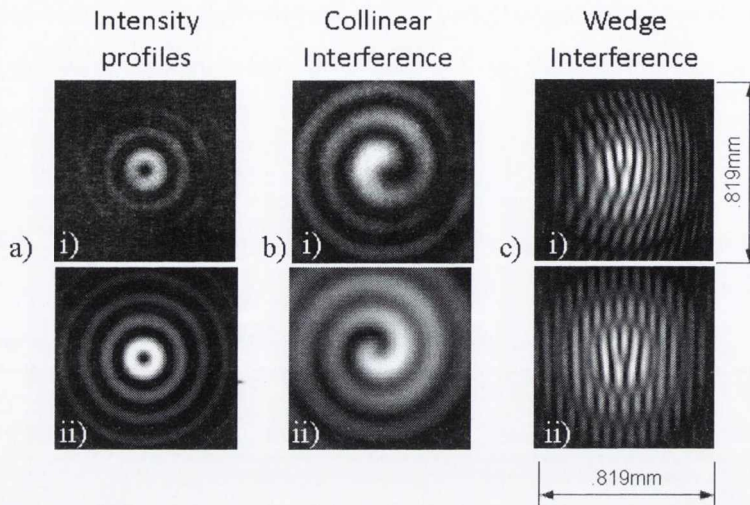 Intensity
profiles
Collinear
Interference
Wedge
Interference
a)
i)
b)
i)
c)
i)
.819mm
ii)
ii)
ii)
.819mm